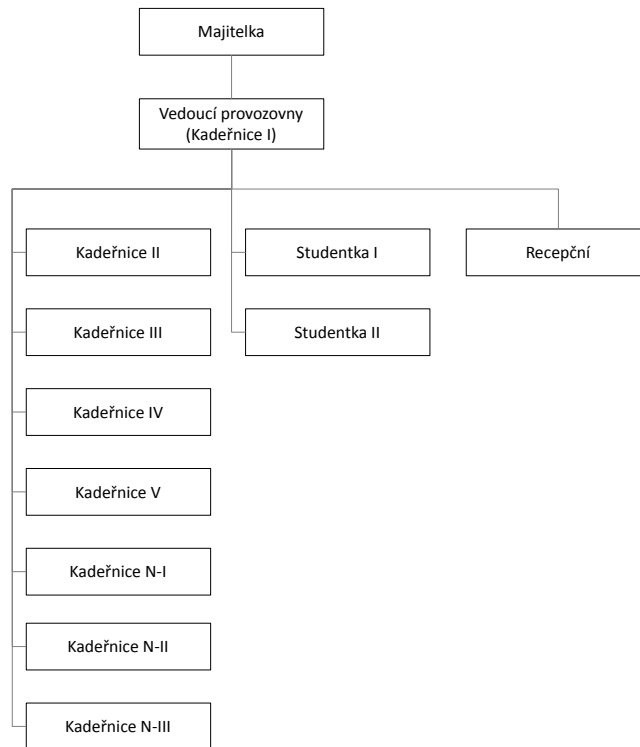 Majitelka
Vedoucí provozovny
(Kadeřnice I)
Kadeřnice II
Studentka I
Recepční
Kadeřnice III
Studentka II
Kadeřnice IV
Kadeřnice V
Kadeřnice N-I
Kadeřnice N-II
Kadeřnice N-III